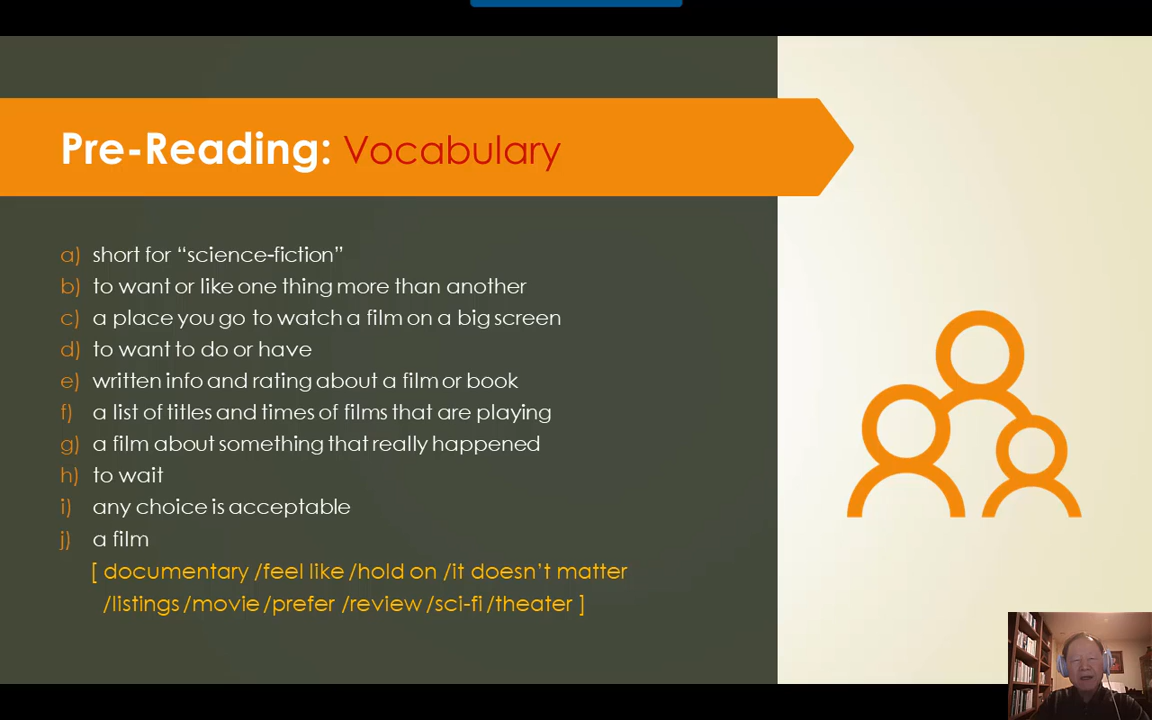 Pre-Reading: Vocabulary
a) short for “science-fiction”
b) to want or like one thing more than another
c) a place you go to watch a film on a big screen
d) to want to do or have
e) written info and rating about a film or book
f) a list of titles and times of films that are playing
g) a film about something that really happened
h) to wait
i) any choice is acceptable
j) a film
[ documentary /feel like /hold on /it doesn’t matter
/listings /movie /prefer /review /sci-fi /theater ]